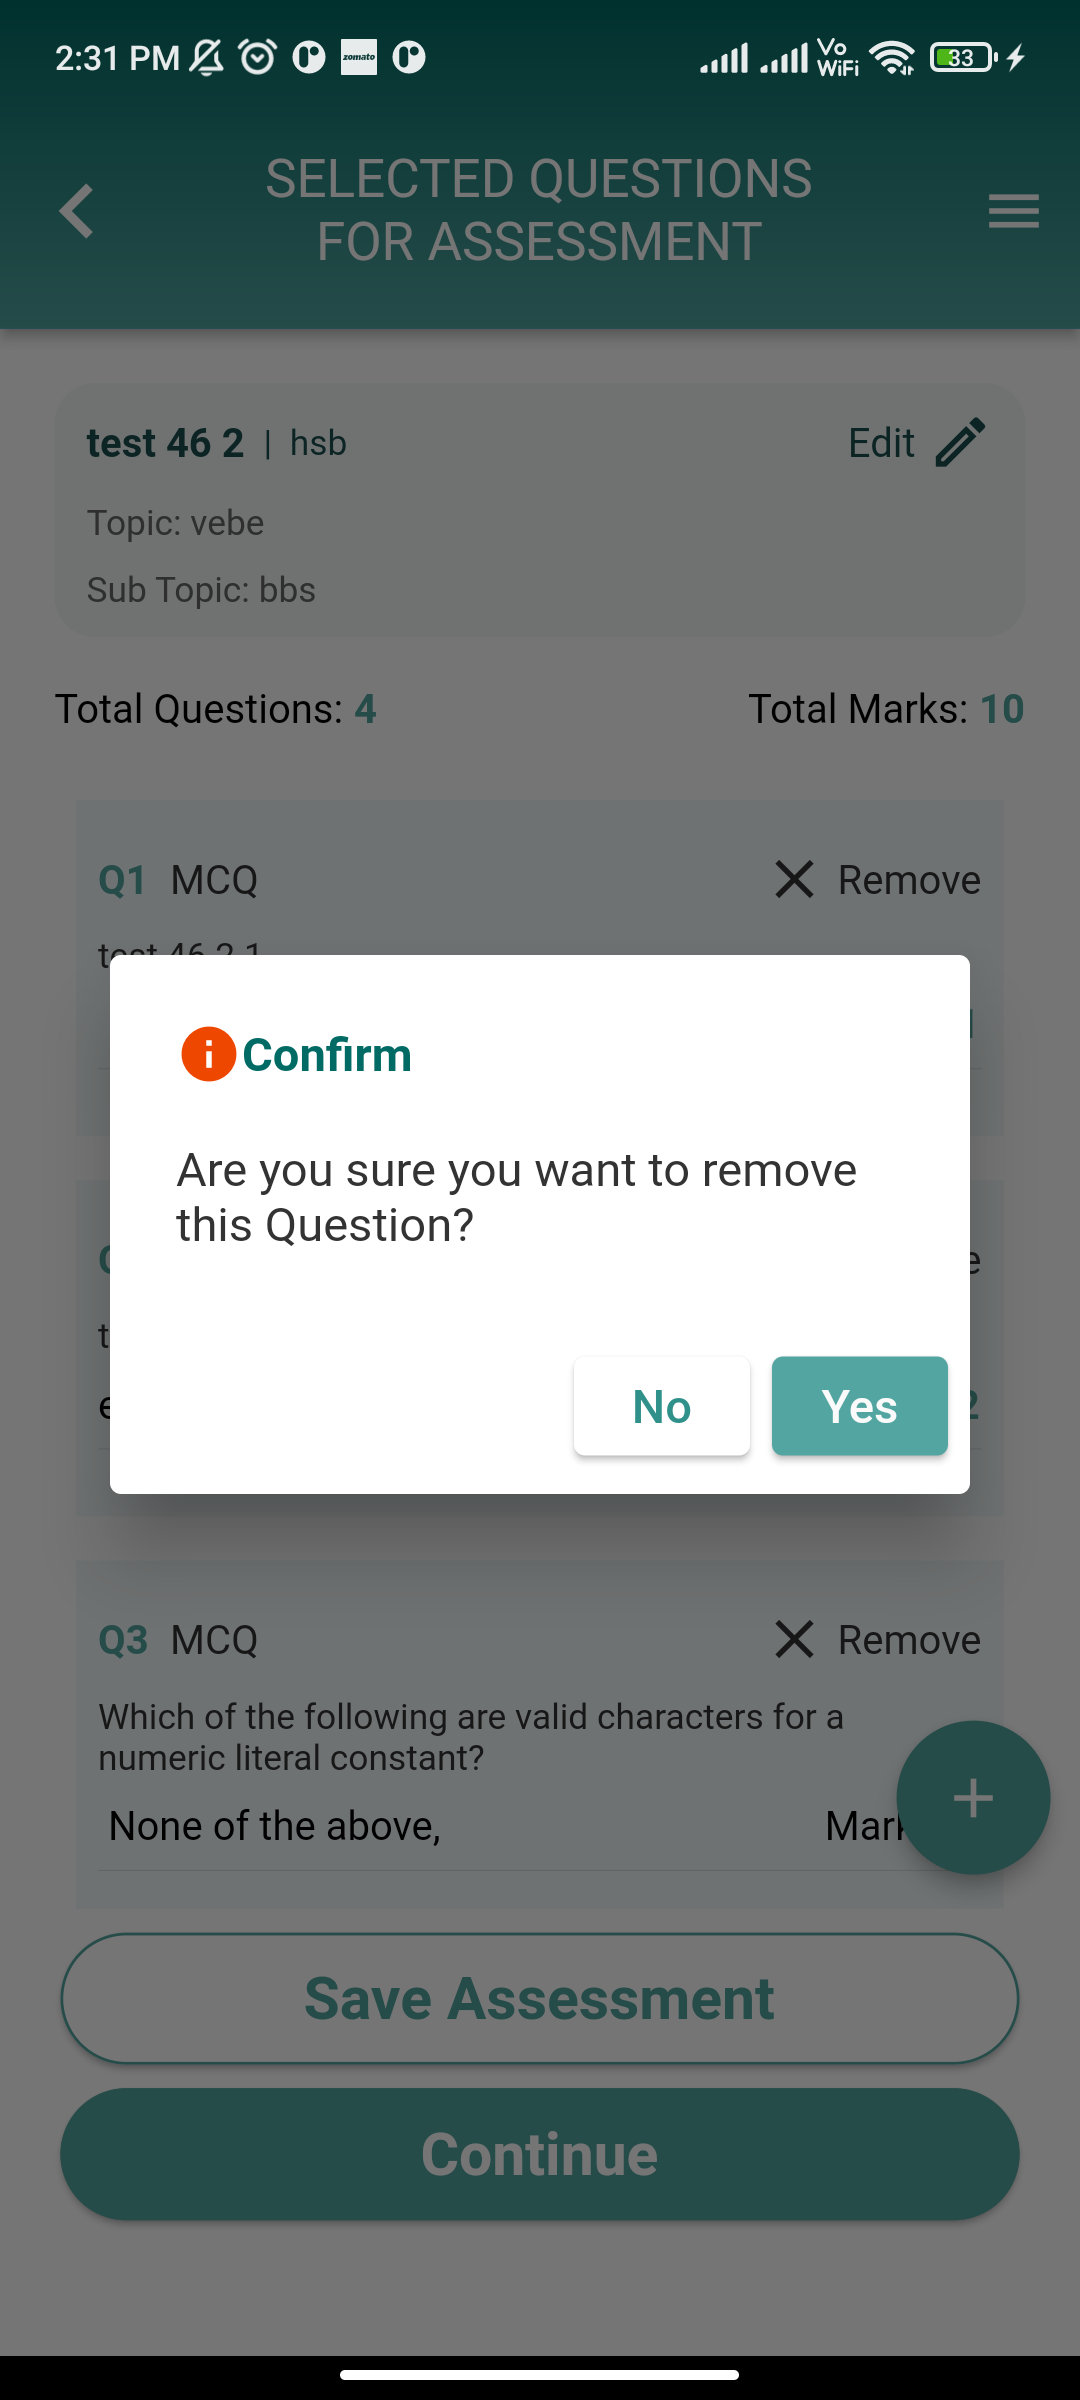 2:31 PM zomato Vo WiFi 33
SELECTED QUESTIONS
FOR ASSESSMENT
test 46 2 | hsb Edit
Topic: vebe
Sub Topic: bbs
Total Questions: 4 Total Marks: 10
Q1 MCQ Remove
test 46 2 1
Confirm
Are you sure you want to remove
this Question?
No Yes
Q3 MCQ Remove
Which of the following are valid characters for a
numeric literal constant?
None of the above,
Save Assessment
Continue